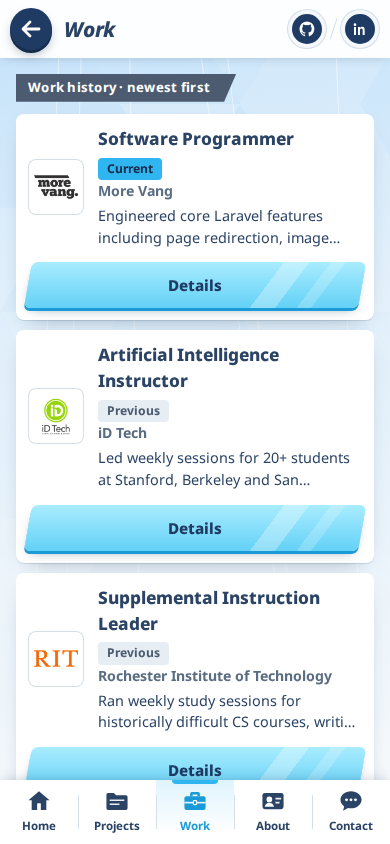 Work
in
Work history · newest first
Software Programmer
more
vang.
Current
More Vang
Engineered core Laravel features
including page redirection, image...
Details
Artificial Intelligence
Instructor
iD
iD Tech
Previous
iD Tech
Led weekly sessions for 20+ students
at Stanford, Berkeley and San...
Details
Supplemental Instruction
Leader
RIT
Previous
Rochester Institute of Technology
Ran weekly study sessions for
historically difficult CS courses, writi...
Details
Home
Projects
Work
About
Contact